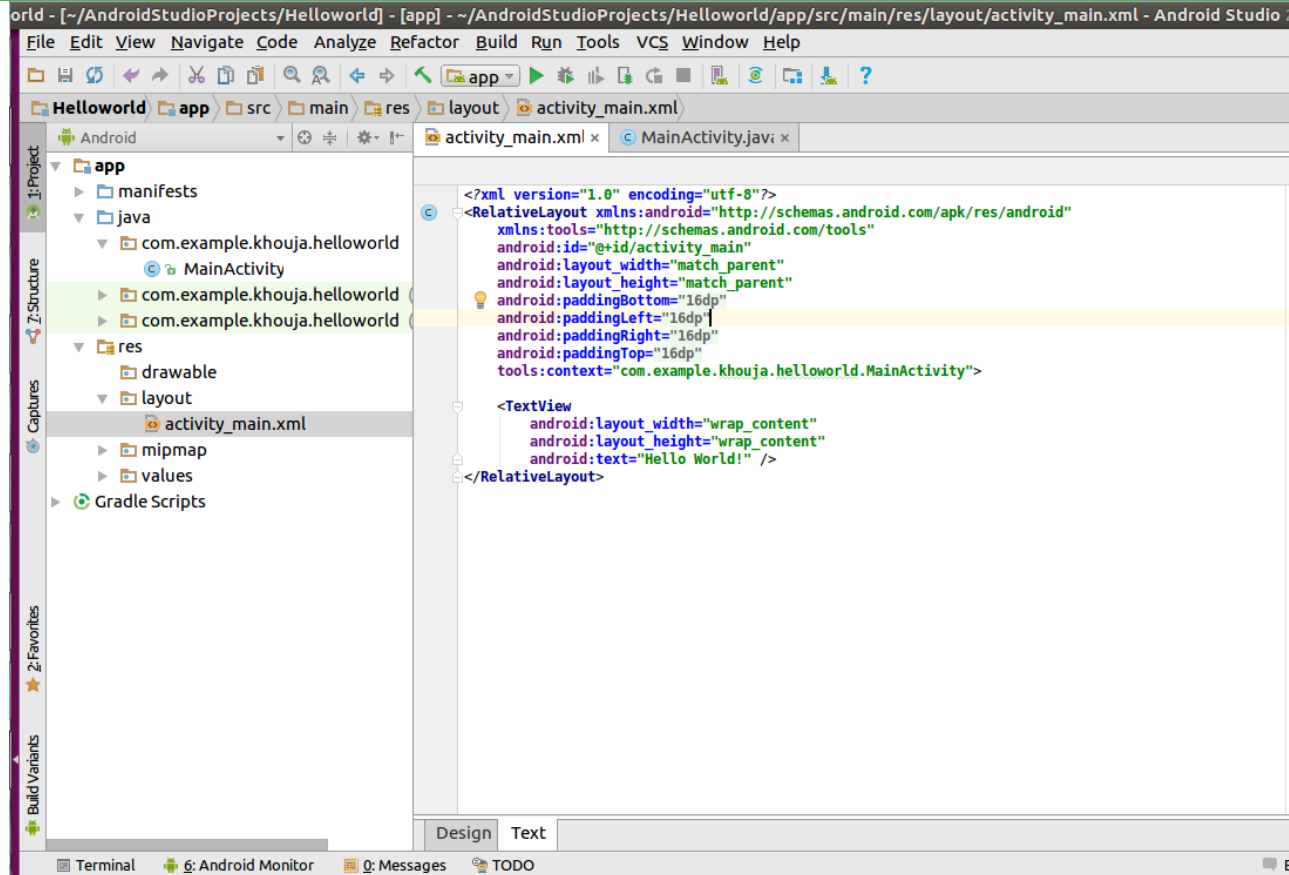 orld - [~/AndroidStudioProjects/Helloworld] - [app] - ~/AndroidStudioProjects/Helloworld/app/src/main/res/layout/activity_main.xml - Android Studio
File Edit View Navigate Code Analyze Refactor Build Run Tools VCS Window Help
app
Helloworld app src main res layout activity_main.xml
Android
activity_main.xml MainActivity.java
1: Project
7: Structure
Captures
2: Favorites
Build Variants
app
manifests
java
com.example.khouja.helloworld
MainActivity
com.example.khouja.helloworld (
com.example.khouja.helloworld (
res
drawable
layout
activity_main.xml
mipmap
values
Gradle Scripts
<?xml version="1.0" encoding="utf-8"?>
<RelativeLayout xmlns:android="http://schemas.android.com/apk/res/android"
xmlns:tools="http://schemas.android.com/tools"
android:id="@+id/activity_main"
android:layout_width="match_parent"
android:layout_height="match_parent"
android:paddingBottom="16dp"
android:paddingLeft="16dp"
android:paddingRight="16dp"
android:paddingTop="16dp"
tools:context="com.example.khouja.helloworld.MainActivity">
<TextView
android:layout_width="wrap_content"
android:layout_height="wrap_content"
android:text="Hello World!" />
</RelativeLayout>
Design Text
Terminal 6: Android Monitor 0: Messages TODO